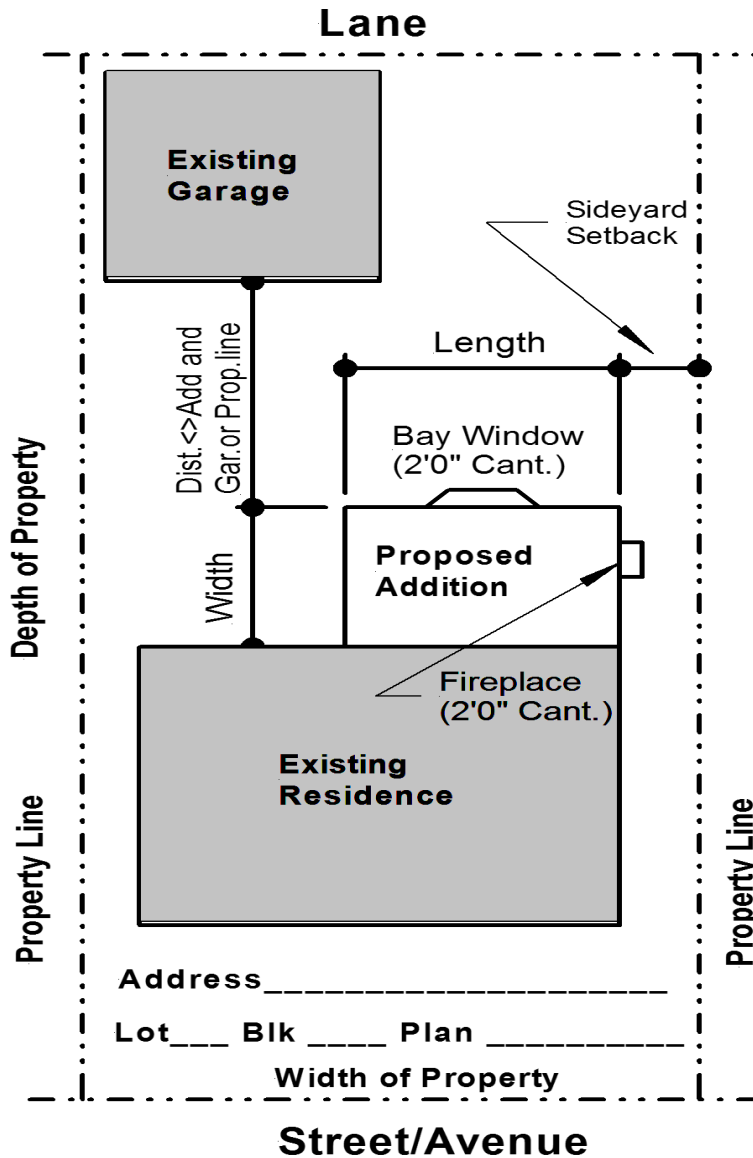 Lane
Existing
Garage
Sideyard
Setback
Length
Dist.<>Add and
Gar.or Prop.line
Bay Window
(2'0" Cant.)
Depth of Property
Width
Proposed
Addition
Fireplace
(2'0" Cant.)
Existing
Residence
Property Line
Property Line
Address______________________
Lot___ Blk ____ Plan __________
Width of Property
Street/Avenue